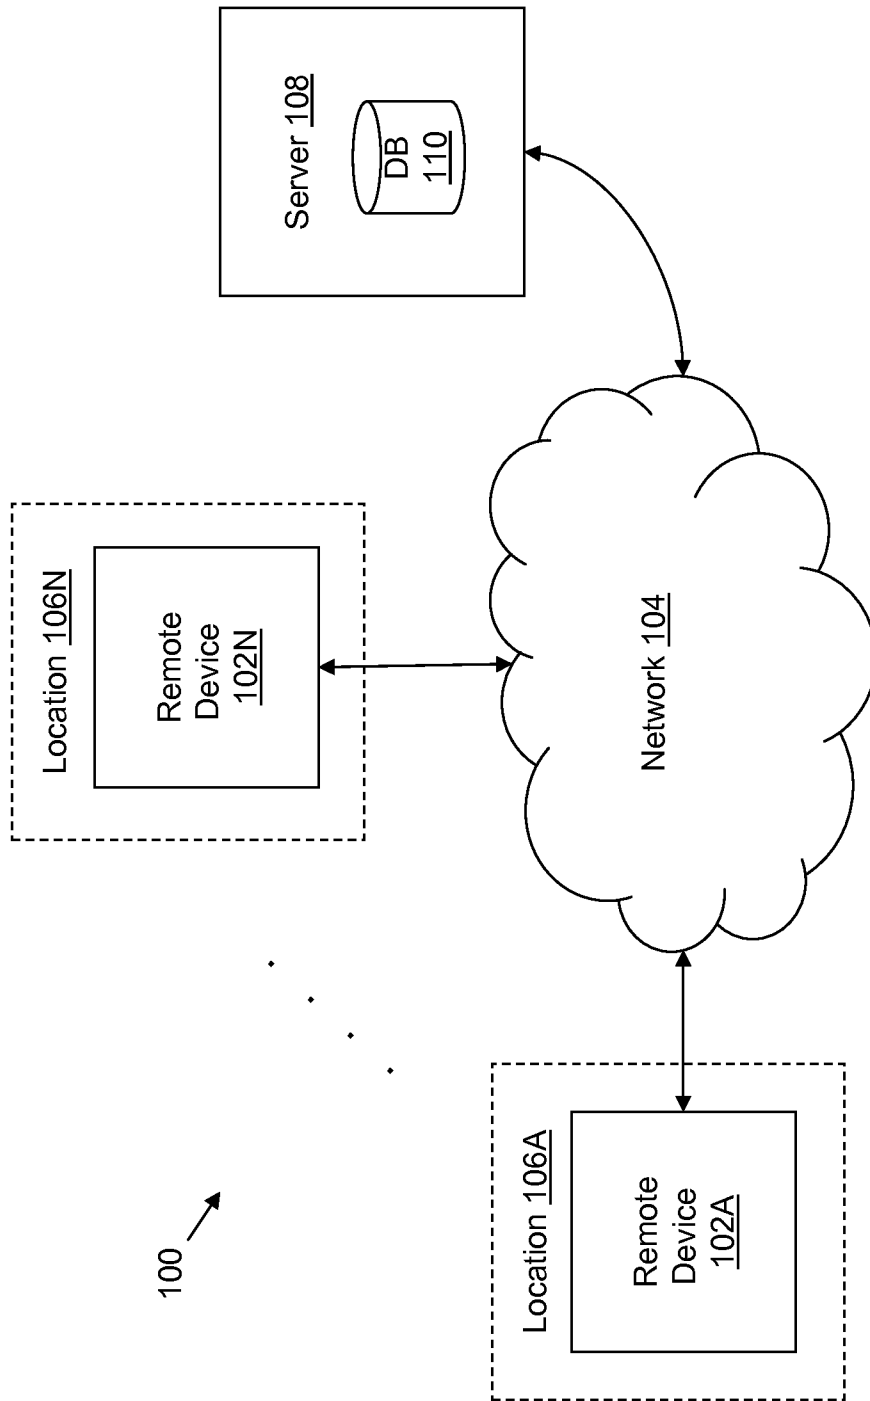 100
Location 106N
Remote
Device
102N
Server 108
DB
110
Location 106A
Remote
Device
102A
Network 104